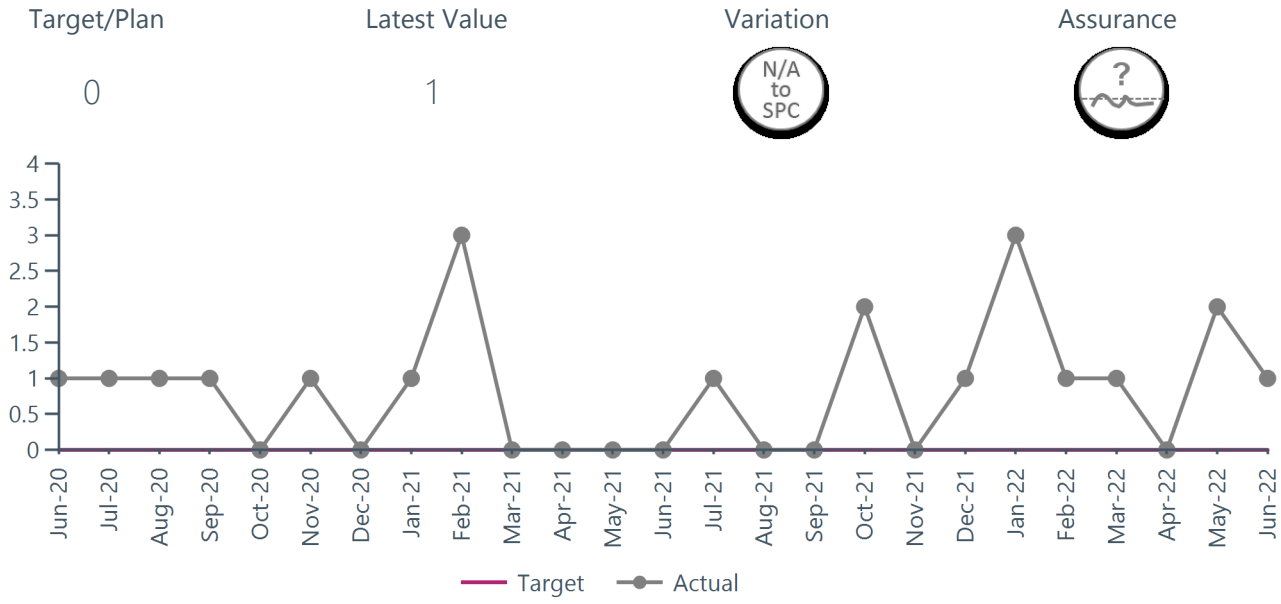 Target/Plan Latest Value Variation Assurance
0 1
N/A
to
SPC
?
4
3.5
3
2.5
2
1.5
1
0.5
0
Jun-20 Jul-20 Aug-20 Sep-20 Oct-20 Nov-20 Dec-20 Jan-21 Feb-21 Mar-21 Apr-21 May-21 Jun-21 Jul-21 Aug-21 Sep-21 Oct-21 Nov-21 Dec-21 Jan-22 Feb-22 Mar-22 Apr-22 May-22 Jun-22
Target Actual